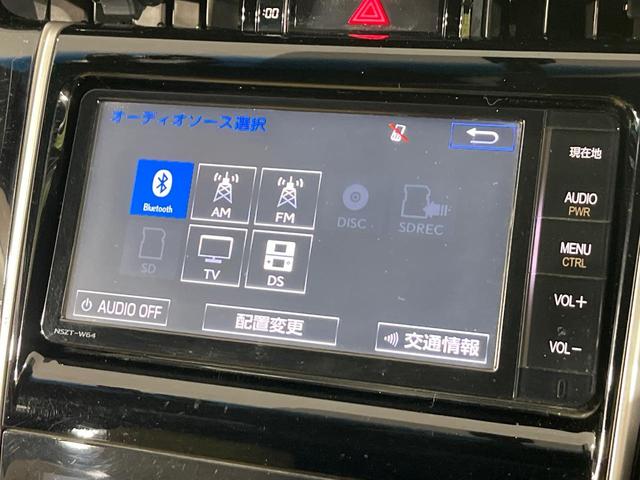 :00
オーディオソース選択
現在地
Bluetooth
AM
FM
DISC
SDREC
AUDIO
PWR
SD
TV
DS
MENU
CTRL
AUDIO OFF
配置変更
交通情報
VOL+
VOL-
NSZT-W64